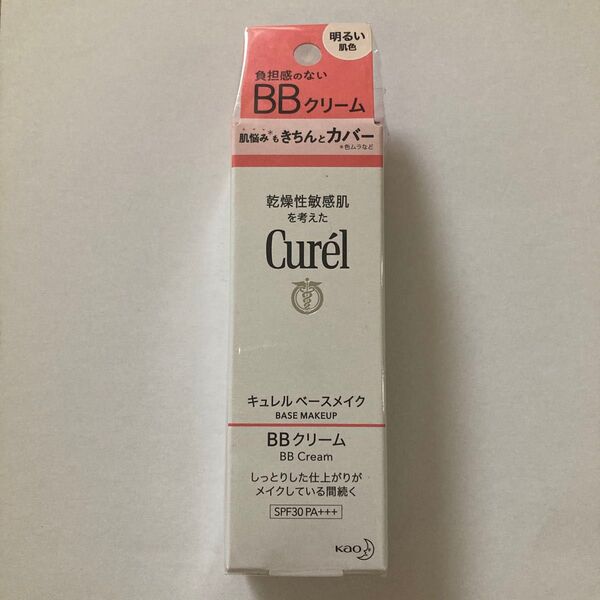 明るい
肌色
負担感のない
BBクリーム
肌悩み*もきちんとカバー
*色ムラなど
乾燥性敏感肌
を考えた
Curél
キュレル ベースメイク
BASE MAKEUP
BBクリーム
BB Cream
しっとりした仕上がりが
メイクしている間続く
SPF30 PA+++
Kao